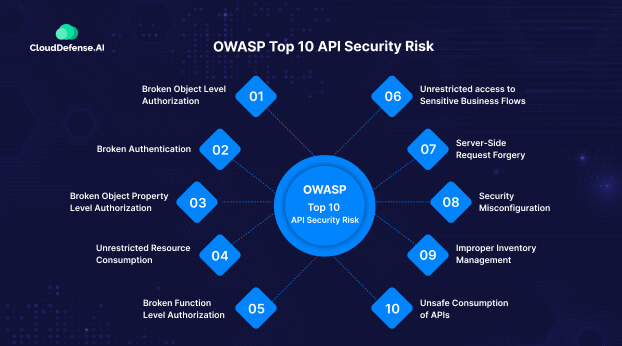 CloudDefense.AI
OWASP Top 10 API Security Risk
01
Broken Object Level
Authorization
02
Broken Authentication
03
Broken Object Property
Level Authorization
04
Unrestricted Resource
Consumption
05
Broken Function
Level Authorization
OWASP
Top 10
API Security Risk
06
Unrestricted access to
Sensitive Business Flows
07
Server-Side
Request Forgery
08
Security
Misconfiguration
09
Improper Inventory
Management
10
Unsafe Consumption
of APIs